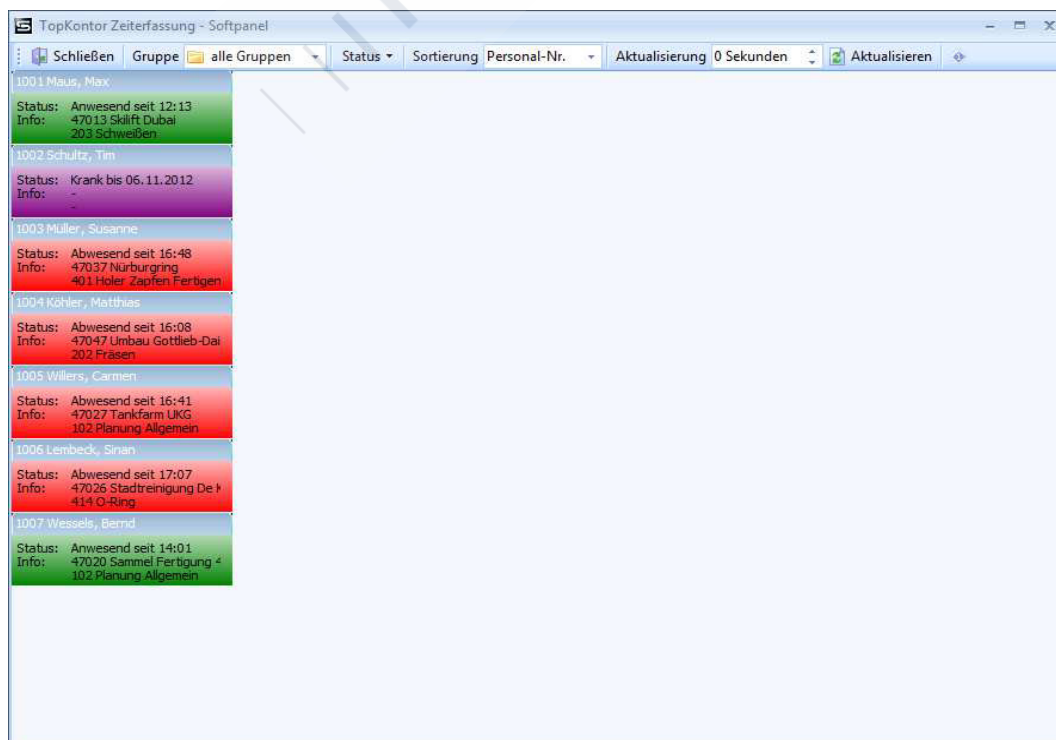 TopKontor Zeiterfassung - Softpanel
Schließen Gruppe alle Gruppen Status Sortierung Personal-Nr. Aktualisierung 0 Sekunden Aktualisieren
1001 Maus, Max
Status: Anwesend seit 12:13
Info: 47013 Skilift Dubai
203 Schweißen
1002 Schultz, Tim
Status: Krank bis 06.11.2012
Info: -
-
1003 Müller, Susanne
Status: Abwesend seit 16:48
Info: 47037 Nürburgring
401 Holer Zapfen Fertigen
1004 Köhler, Matthias
Status: Abwesend seit 16:08
Info: 47047 Umbau Gottlieb-Dai
202 Fräsen
1005 Willers, Carmen
Status: Abwesend seit 16:41
Info: 47027 Tankfarm UKG
102 Planung Allgemein
1006 Lembeck, Sinan
Status: Abwesend seit 17:07
Info: 47026 Stadtreinigung De
414 O-Ring
1007 Wessels, Bernd
Status: Anwesend seit 14:01
Info: 47020 Sammel Fertigung
102 Planung Allgemein